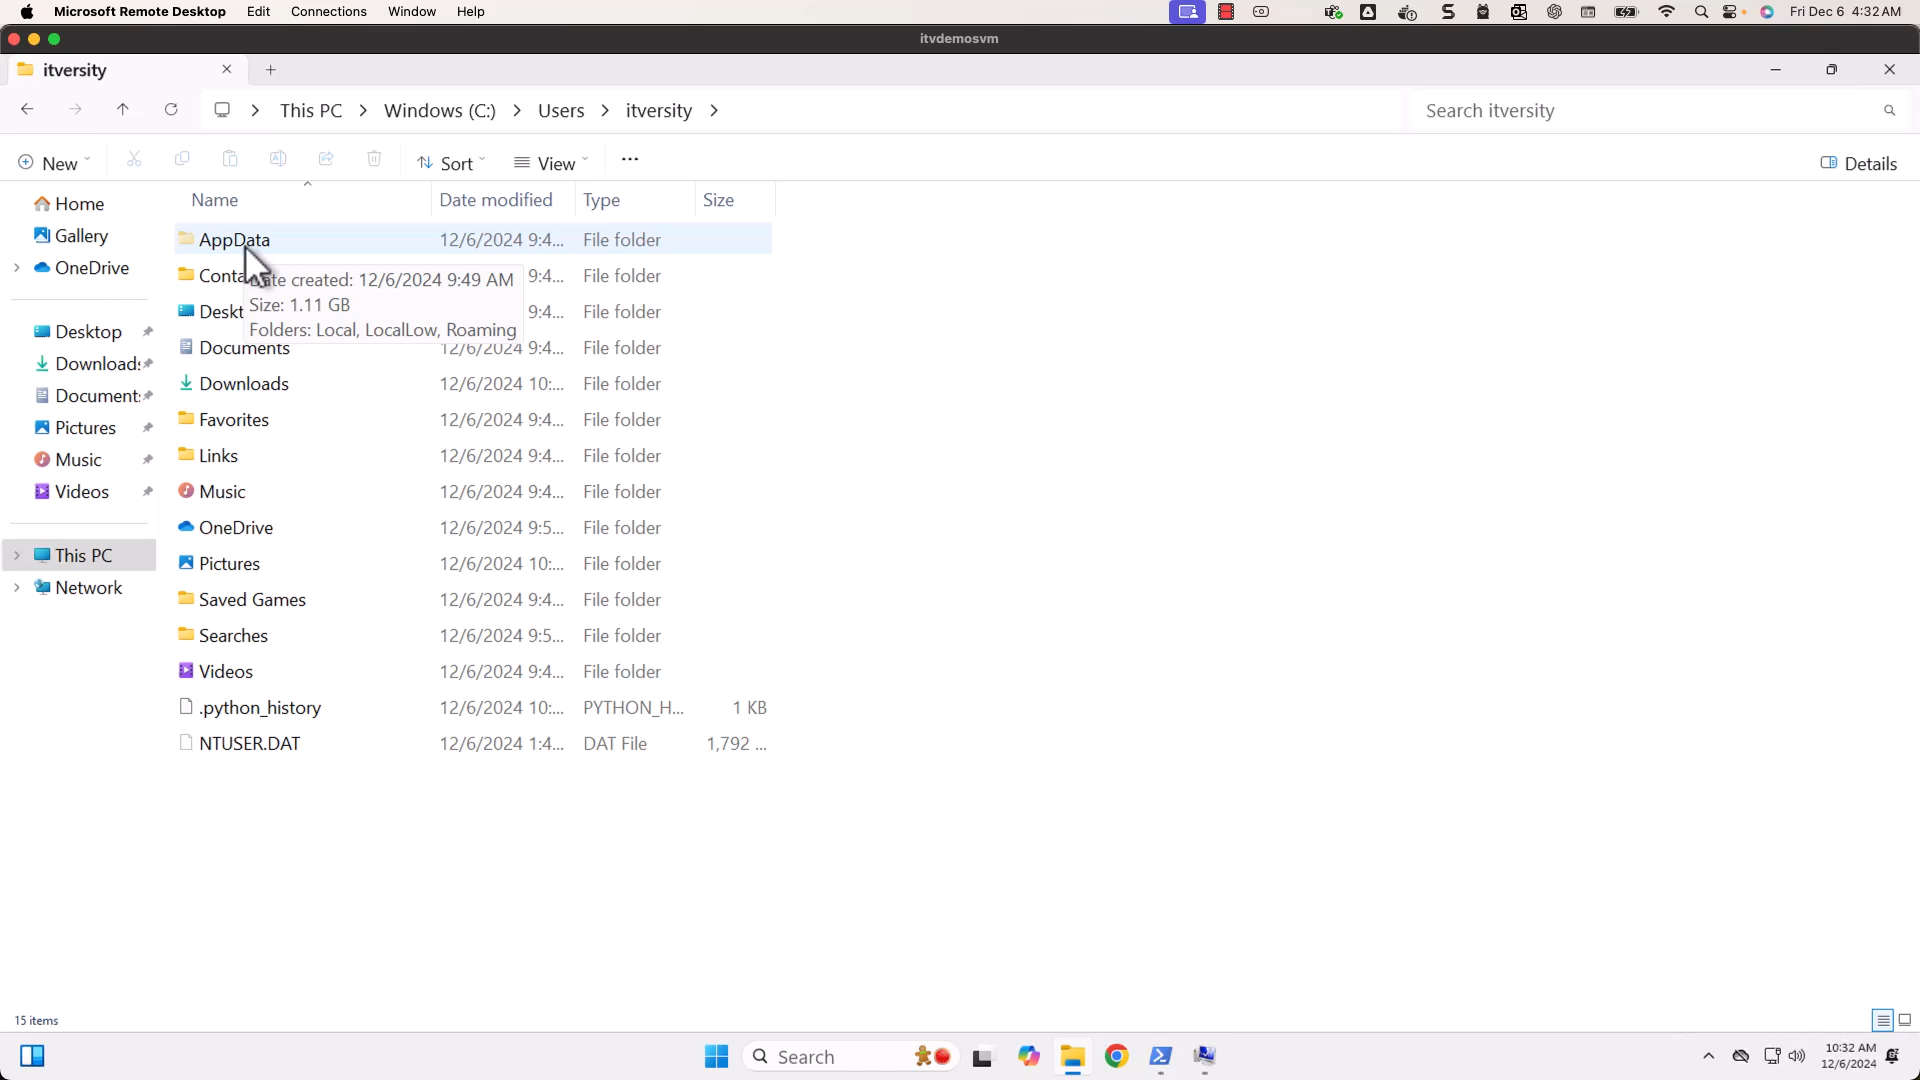 Microsoft Remote Desktop Edit Connections Window Help Fri Dec 6 4:32 AM
itvdemosvm
itversity
This PC > Windows (C:) > Users > itversity > Search itversity
New Sort View ... Details
Name Date modified Type Size
Home
Gallery
OneDrive
Desktop
Downloads
Document
Pictures
Music
Videos
This PC
Network
AppData 12/6/2024 9:4... File folder
Conta 9:4... File folder
Deskt 9:4... File folder
Documents 12/6/2024 9:4... File folder
Downloads 12/6/2024 10:... File folder
Favorites 12/6/2024 9:4... File folder
Links 12/6/2024 9:4... File folder
Music 12/6/2024 9:4... File folder
OneDrive 12/6/2024 9:5... File folder
Pictures 12/6/2024 10:... File folder
Saved Games 12/6/2024 9:4... File folder
Searches 12/6/2024 9:5... File folder
Videos 12/6/2024 9:4... File folder
.python_history 12/6/2024 10:... PYTHON_H... 1 KB
NTUSER.DAT 12/6/2024 1:4... DAT File 1,792 ...
ate created: 12/6/2024 9:49 AM
Size: 1.11 GB
Folders: Local, LocalLow, Roaming
15 items
Search
10:32 AM
12/6/2024